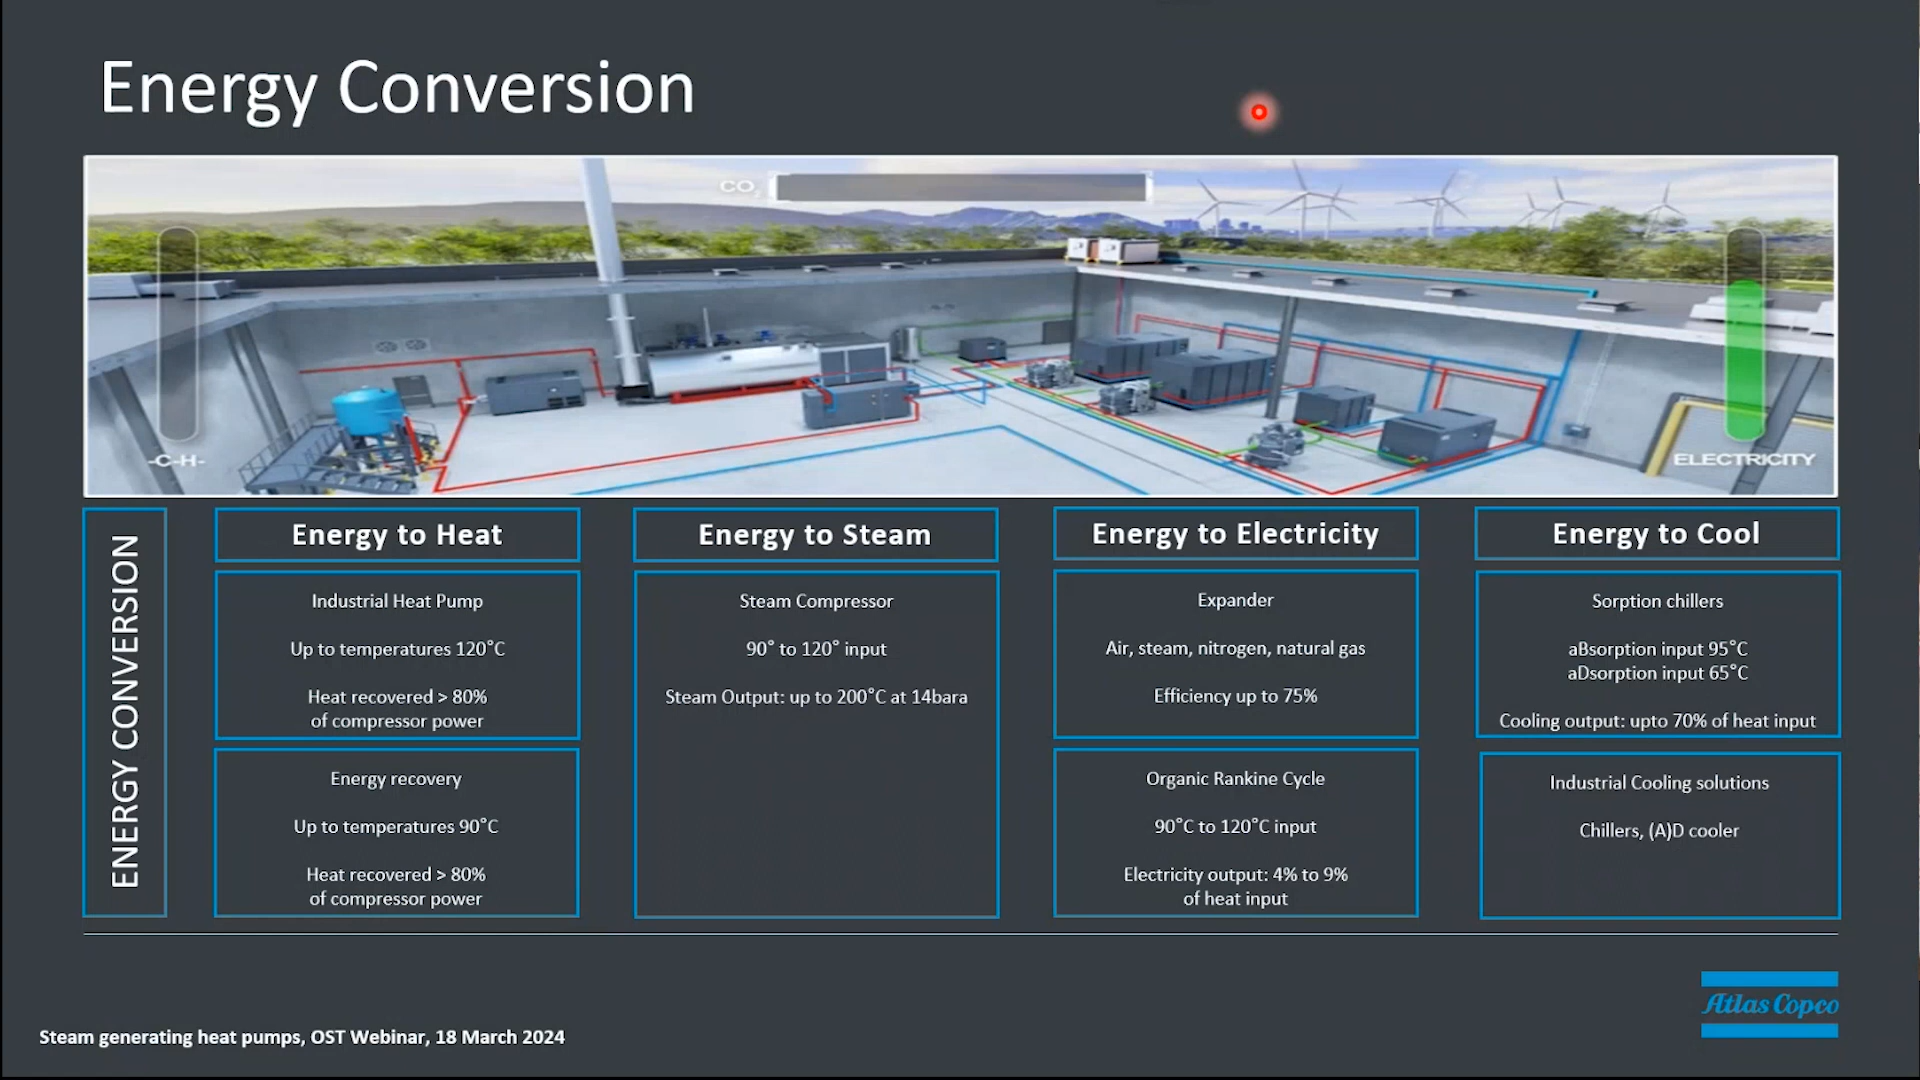 Energy Conversion
CO₂
-C-H-
ELECTRICITY
ENERGY CONVERSION
Energy to Heat
Industrial Heat Pump
Up to temperatures 120°C
Heat recovered > 80%
of compressor power
Energy recovery
Up to temperatures 90°C
Heat recovered > 80%
of compressor power
Energy to Steam
Steam Compressor
90° to 120° input
Steam Output: up to 200°C at 14bara
Energy to Electricity
Expander
Air, steam, nitrogen, natural gas
Efficiency up to 75%
Organic Rankine Cycle
90°C to 120°C input
Electricity output: 4% to 9%
of heat input
Energy to Cool
Sorption chillers
aBsorption input 95°C
aDsorption input 65°C
Cooling output: upto 70% of heat input
Industrial Cooling solutions
Chillers, (A)D cooler
Atlas Copco
Steam generating heat pumps, OST Webinar, 18 March 2024